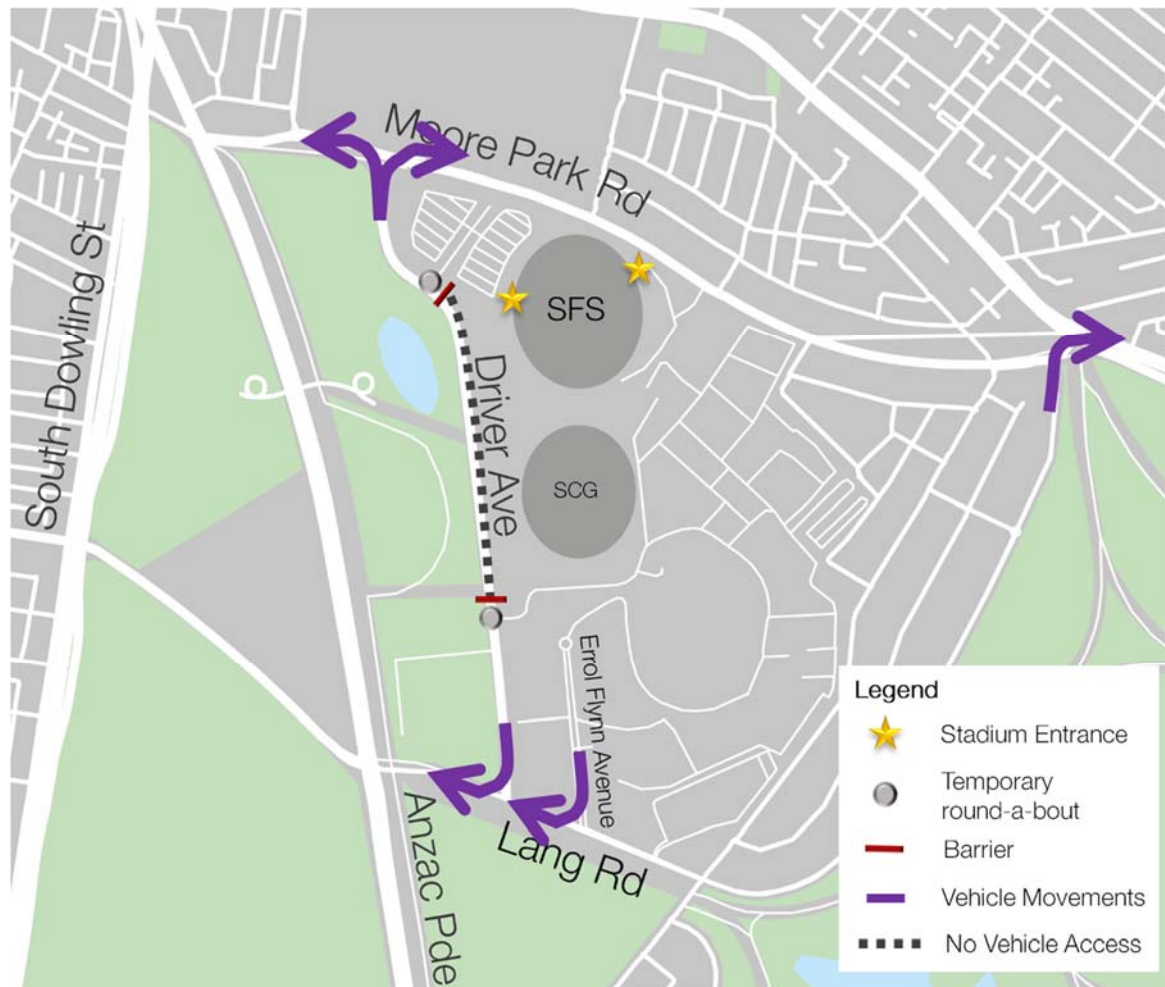 Moore Park Rd
South Dowling St
SFS
Driver Ave
SCG
Errol Flynn Avenue
Anzac Pde
Lang Rd
Legend
Stadium Entrance
Temporary
round-a-bout
Barrier
Vehicle Movements
No Vehicle Access